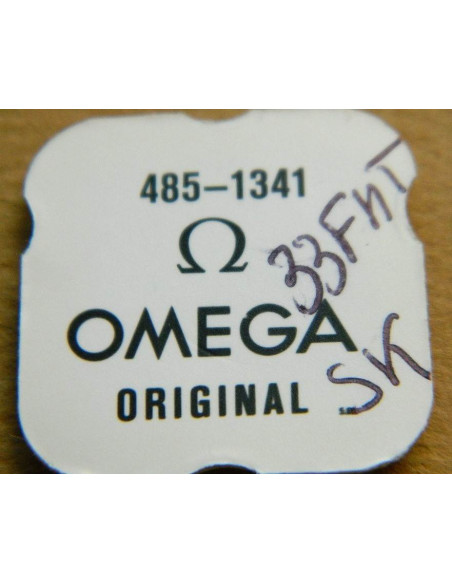 485-1341
Ω
OMEGA
ORIGINAL
33FHT
SK